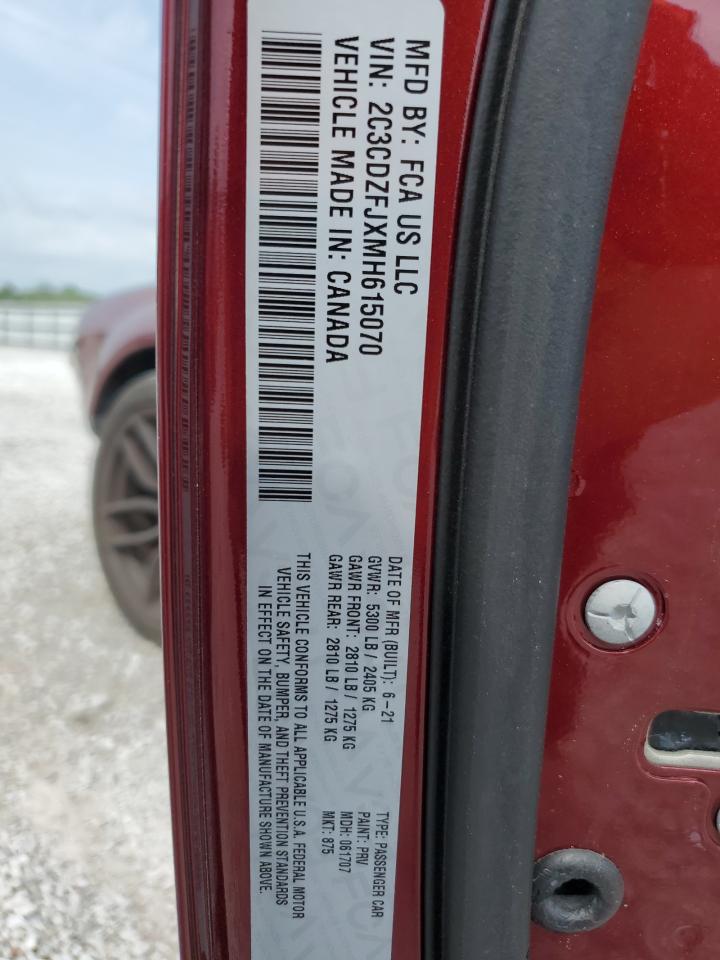 MFD BY: FCA US LLC
VIN: 2C3CDZFJXMH615070
VEHICLE MADE IN: CANADA
DATE OF MFR (BUILT): 6-21
GVWR: 5300 LB / 2405 KG
GAWR FRONT: 2810 LB / 1275 KG
GAWR REAR: 2810 LB / 1275 KG
THIS VEHICLE CONFORMS TO ALL APPLICABLE U.S.A. FEDERAL MOTOR
VEHICLE SAFETY, BUMPER, AND THEFT PREVENTION STANDARDS
IN EFFECT ON THE DATE OF MANUFACTURE SHOWN ABOVE.
TYPE: PASSENGER CAR
PAINT: PRV
MDH: 061707
MKT: 875